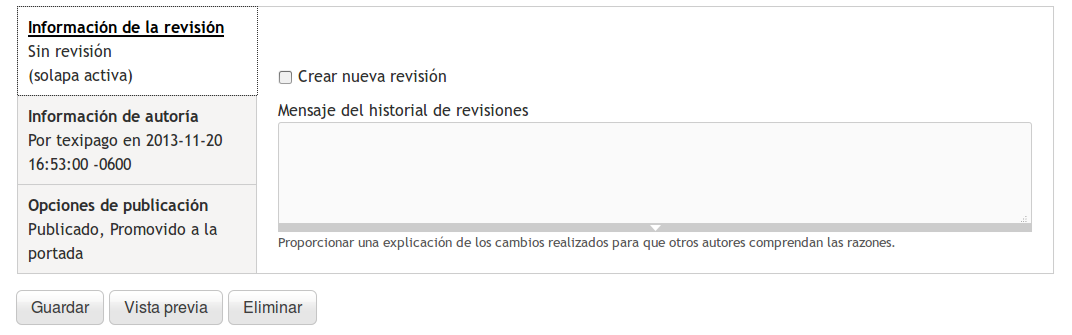 Información de la revisión
Sin revisión
(solapa activa)
Información de autoría
Por texipago en 2013-11-20
16:53:00 -0600
Opciones de publicación
Publicado, Promovido a la
portada
Crear nueva revisión
Mensaje del historial de revisiones
Proporcionar una explicación de los cambios realizados para que otros autores comprendan las razones.
Guardar
Vista previa
Eliminar